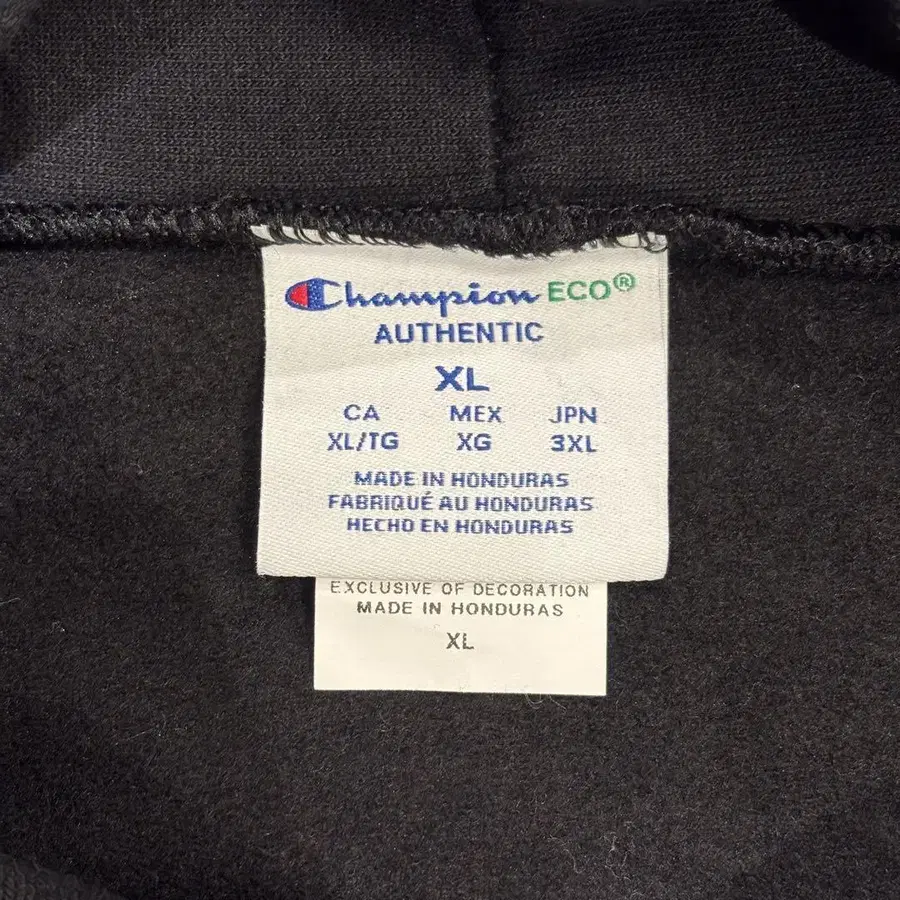 Champion ECO®
AUTHENTIC
XL
CA MEX JPN
XL/TG XG 3XL
MADE IN HONDURAS
FABRIQUÉ AU HONDURAS
HECHO EN HONDURAS
EXCLUSIVE OF DECORATION
MADE IN HONDURAS
XL